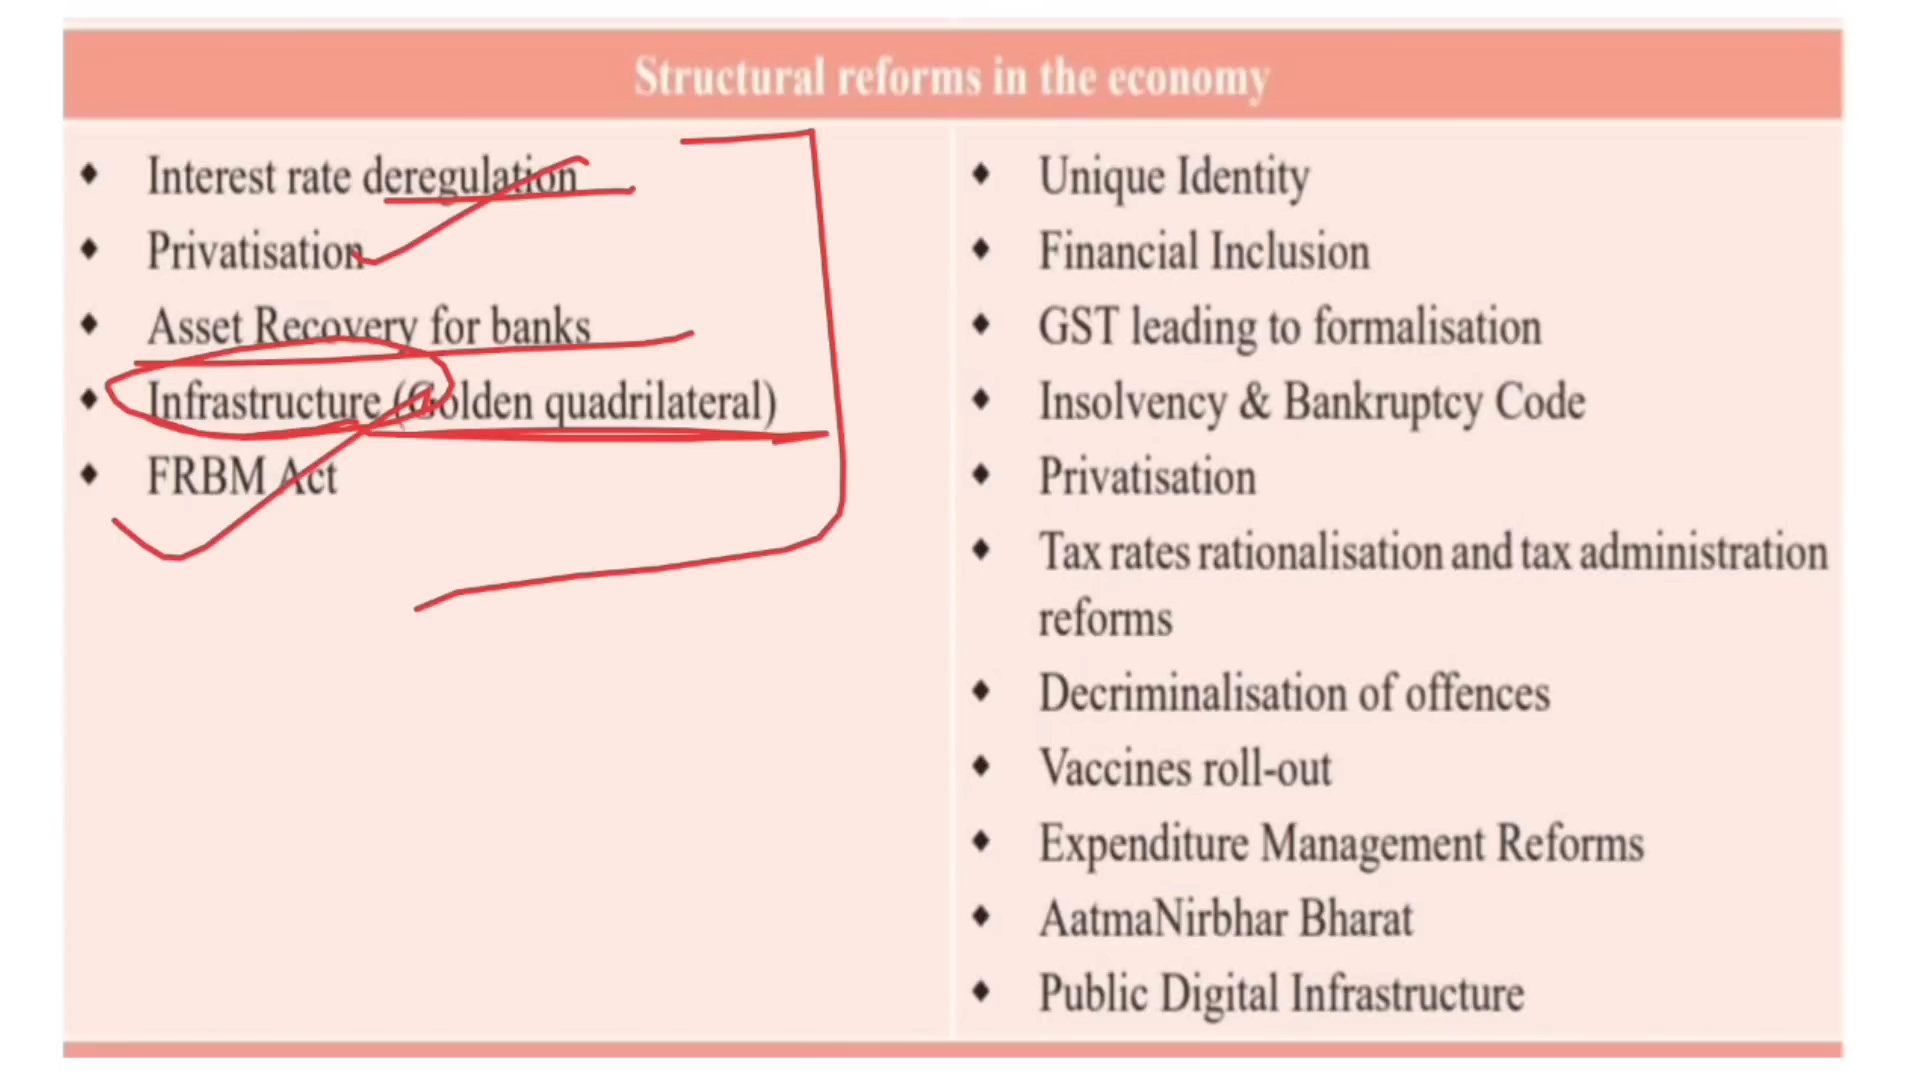 Structural reforms in the economy
Interest rate deregulation
Privatisation
Asset Recovery for banks
Infrastructure (Golden quadrilateral)
FRBM Act
Unique Identity
Financial Inclusion
GST leading to formalisation
Insolvency & Bankruptcy Code
Privatisation
Tax rates rationalisation and tax administration
reforms
Decriminalisation of offences
Vaccines roll-out
Expenditure Management Reforms
AatmaNirbhar Bharat
Public Digital Infrastructure